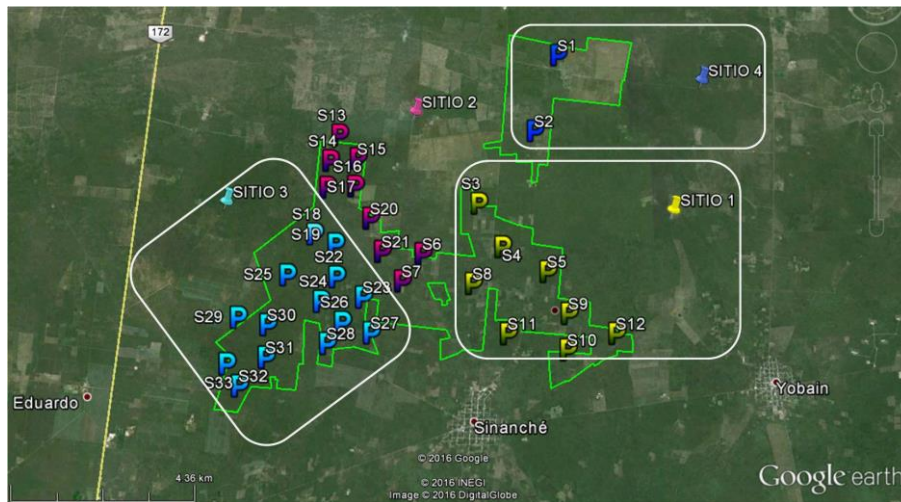 172
S1
SITIO 4
SITIO 2
S2
S13
S14
S15
S16
S17
SITIO 3
S3
SITIO 1
S18
S20
S19
S21
S6
S4
S22
S5
S25
S24
S7
S8
S23
S26
S9
S29
S30
S27
S11
S12
S28
S10
S31
S33
S32
Eduardo
Yobain
Sinanché
4.36 km
© 2016 Google
© 2016 INEGI
Image © 2016 DigitalGlobe
Google earth